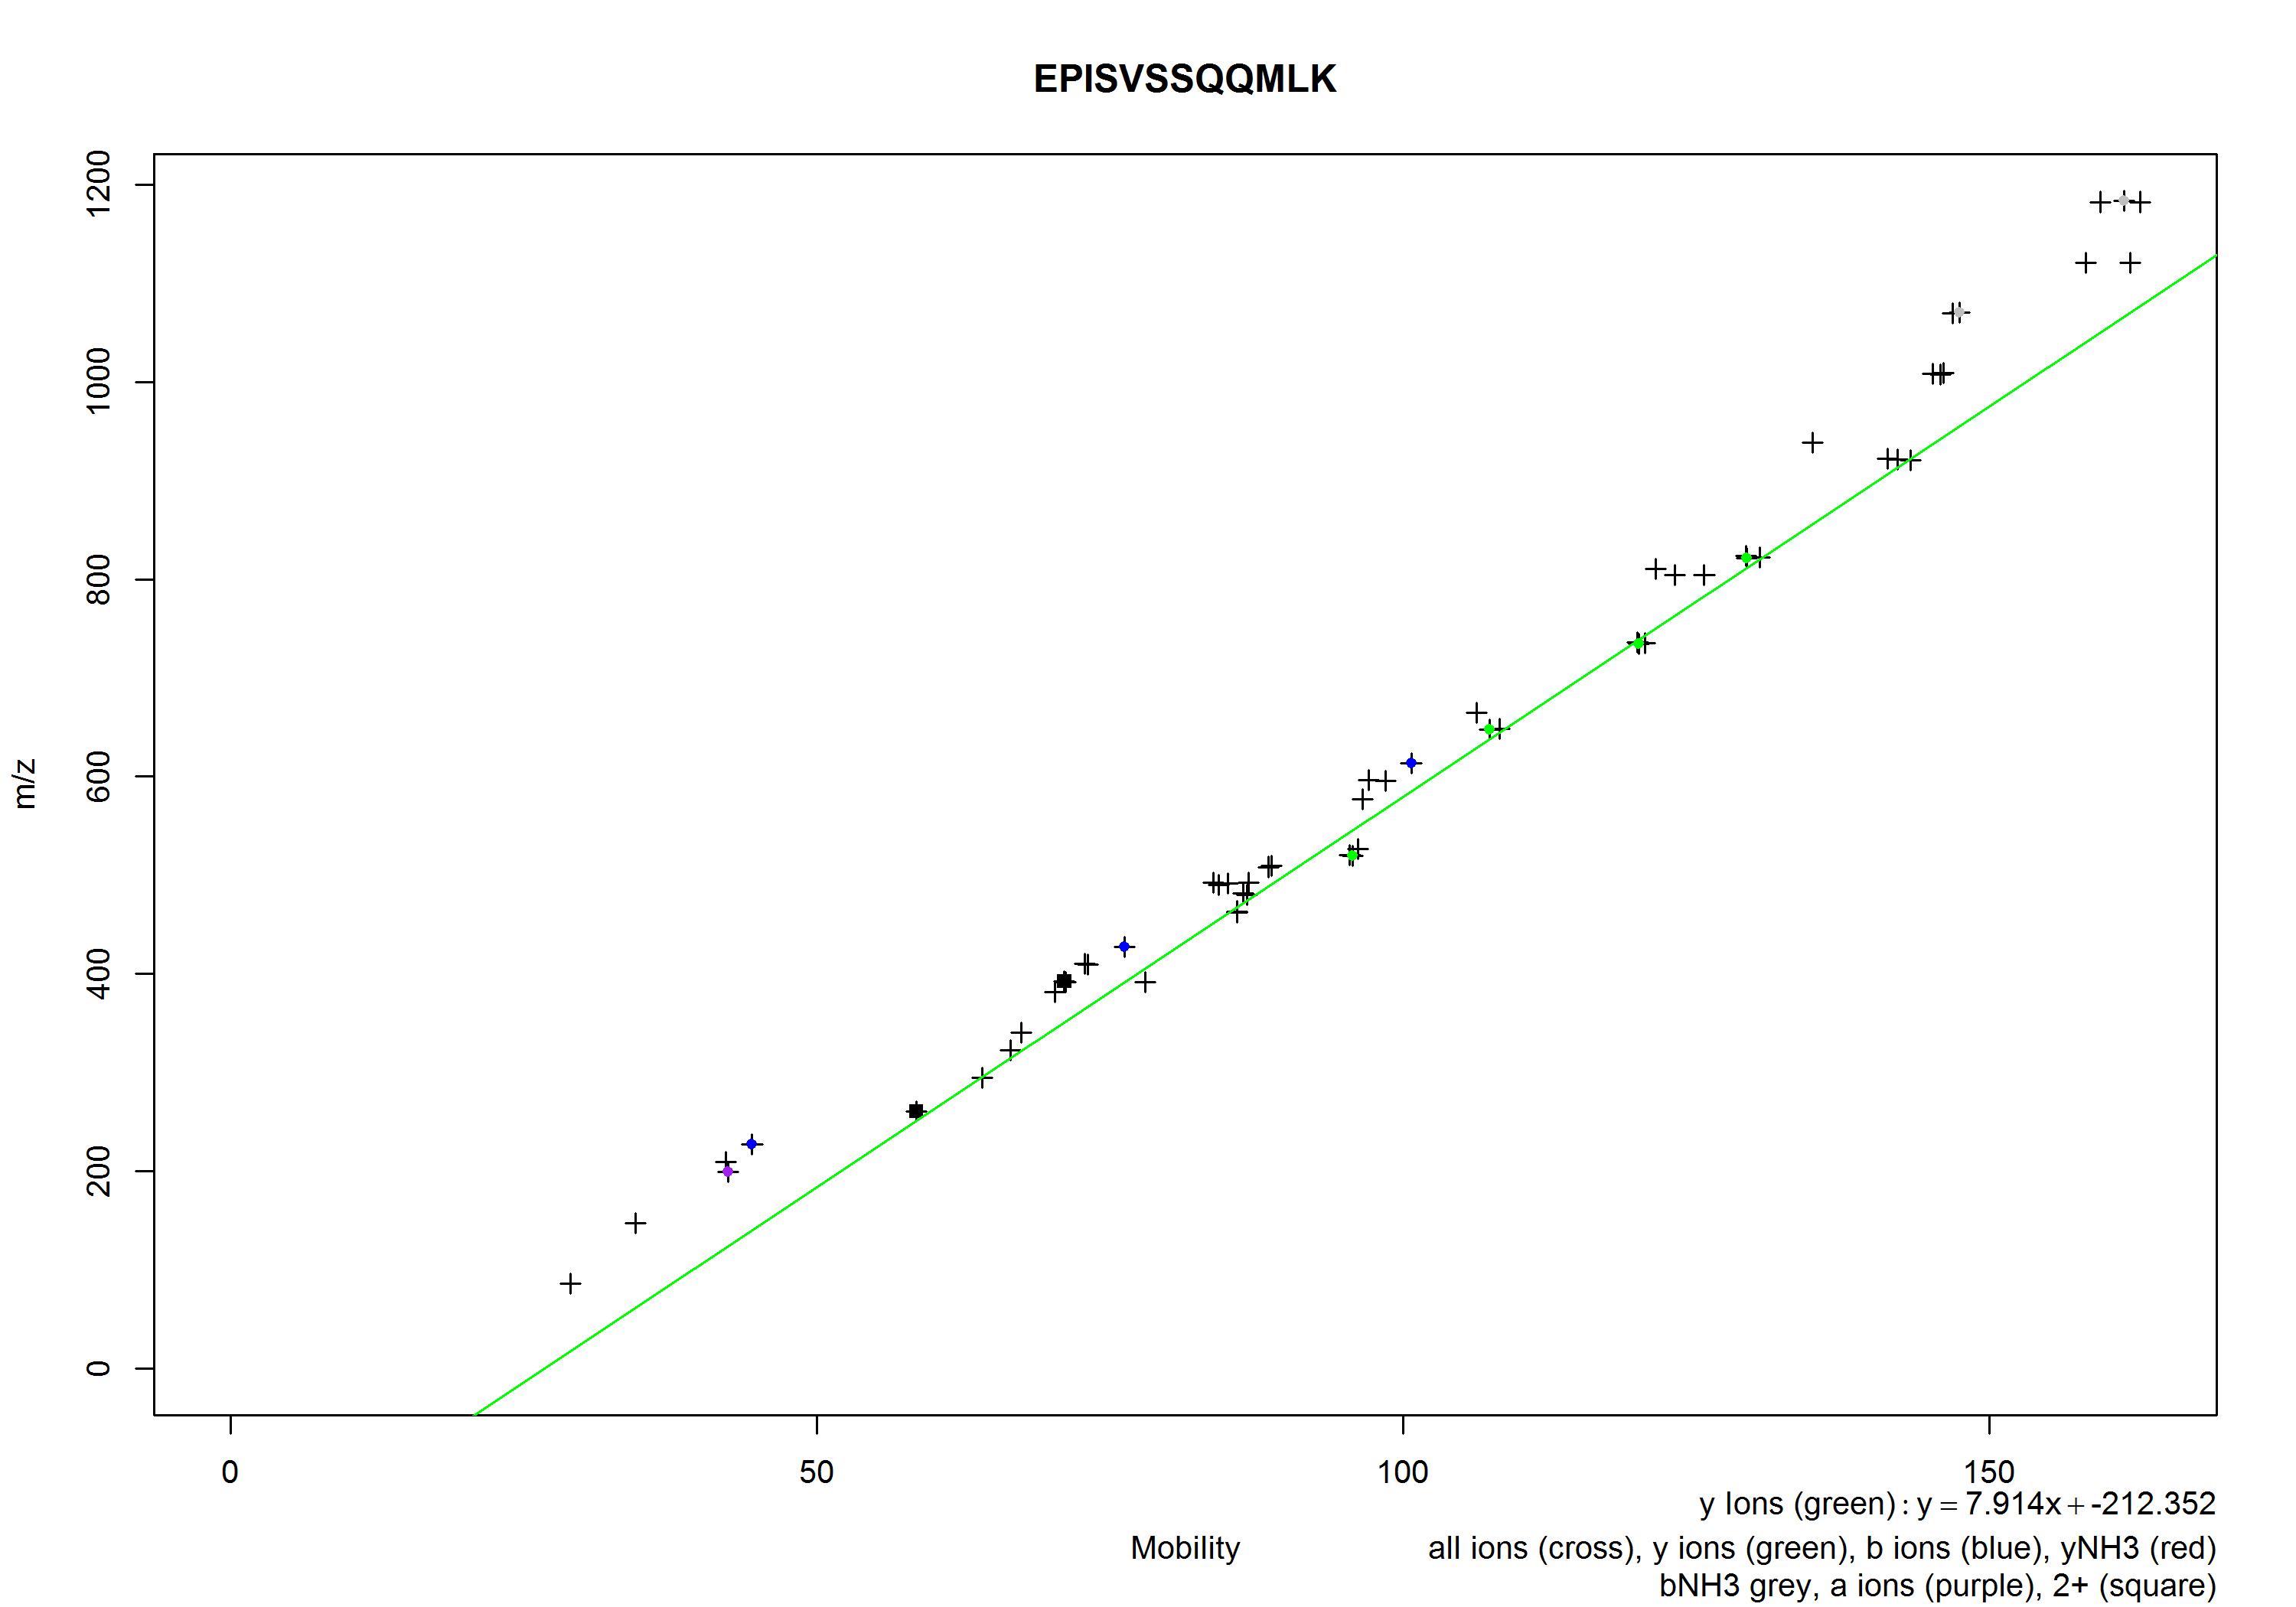 EPISVSSQQMLK
1200
1000
800
600
400
200
0
m/z
0 50 100 150
y Ions (green) : y = 7.914x + -212.352
Mobility
all ions (cross), y ions (green), b ions (blue), yNH3 (red)
bNH3 grey, a ions (purple), 2+ (square)